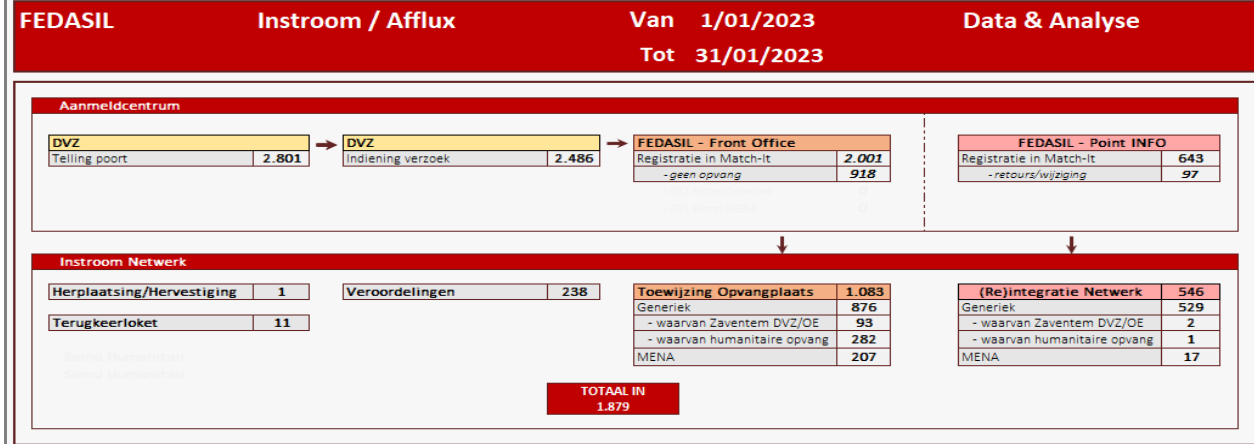 FEDASIL Instroom / Afflux Van 1/01/2023 Data & Analyse
Tot 31/01/2023
Aanmeldcentrum
DVZ
Telling poort 2.801
DVZ
Indiening verzoek 2.486
FEDASIL - Front Office
Registratie in Match-It 2.001
- geen opvang 918
FEDASIL - Point INFO
Registratie in Match-It 643
- retours/wijziging 97
Instroom Netwerk
Herplaatsing/Hervestiging 1
Terugkeerloket 11
Veroordelingen 238
Toewijzing Opvangplaats 1.083
Generiek 876
- waarvan Zaventem DVZ/OE 93
- waarvan humanitaire opvang 282
MENA 207
(Re)integratie Netwerk 546
Generiek 529
- waarvan Zaventem DVZ/OE 2
- waarvan humanitaire opvang 1
MENA 17
TOTAAL IN
1.879